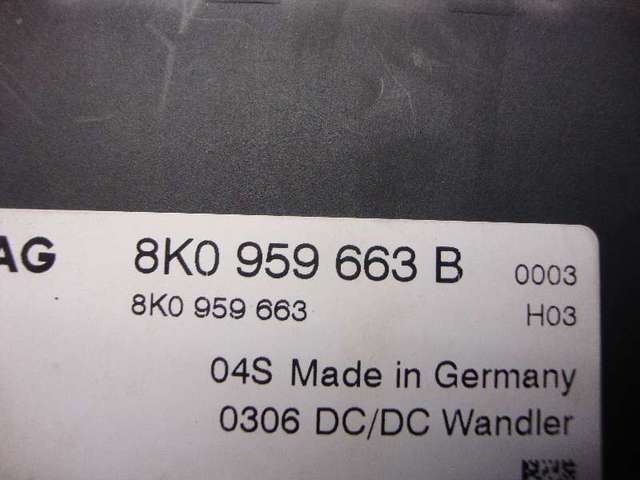 AG 8K0 959 663 B 0003
8K0 959 663 H03
04S Made in Germany
0306 DC/DC Wandler